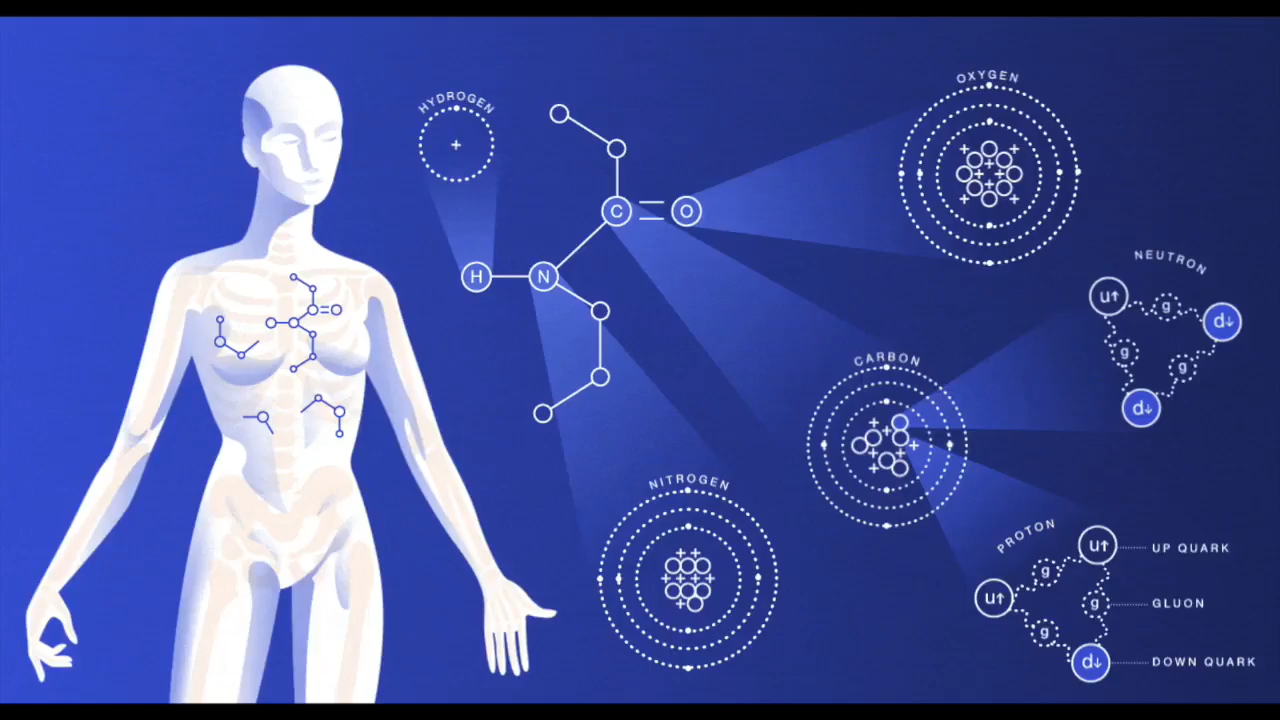 HYDROGEN
+
C = O
H N
OXYGEN
NEUTRON
u↑
g
d↓
g
g
d↓
CARBON
NITROGEN
PROTON
u↑
UP QUARK
g
u↑
g
GLUON
g
d↓
DOWN QUARK